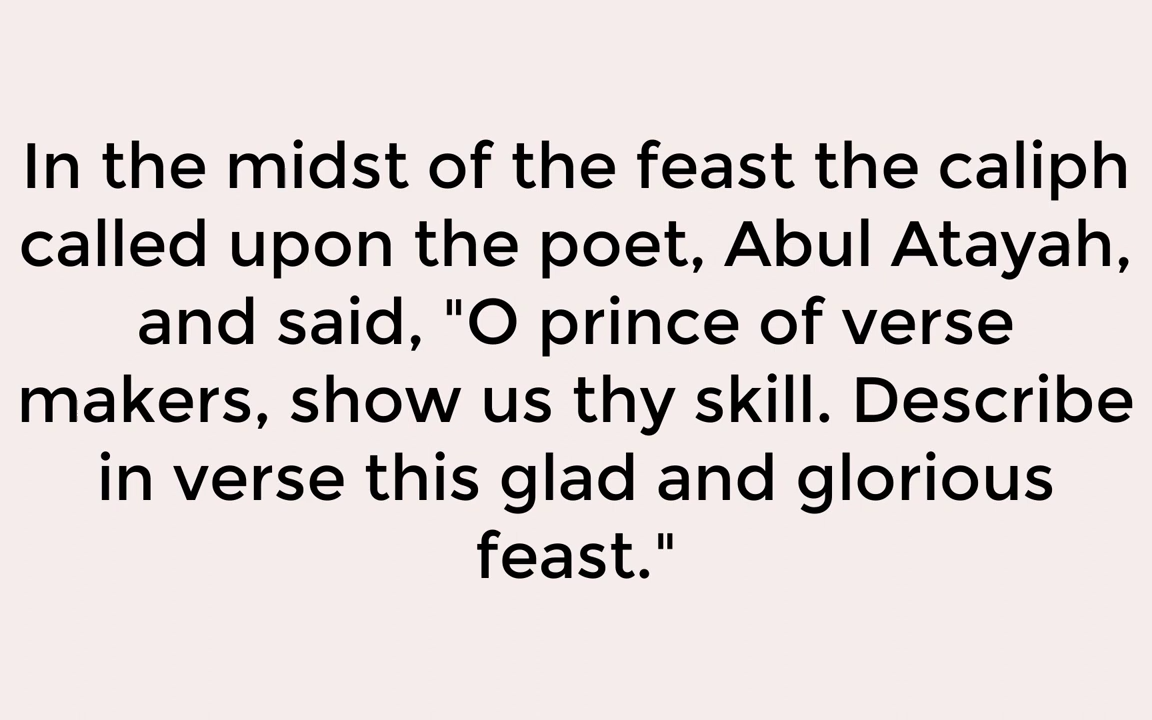 In the midst of the feast the caliph
called upon the poet, Abul Atayah,
and said, "O prince of verse
makers, show us thy skill. Describe
in verse this glad and glorious
feast."